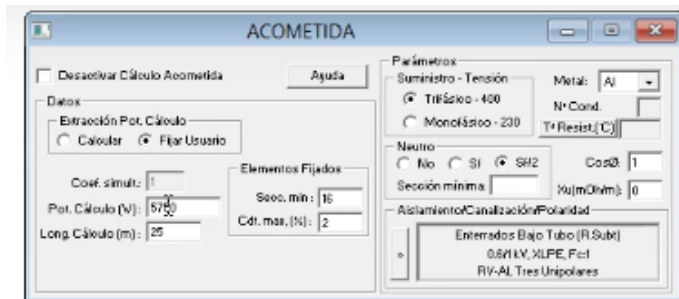 ACOMETIDA
Desactivar Cálculo Acometida
Ayuda
Datos
Extracción Pot. Cálculo
Calcular
Fijar Usuario
Coef. simult.: 1
Pot. Cálculo (W):
Long. Cálculo (m): 25
Elementos Fijados
Secc. mín.: 16
Cdt. max. (%): 2
Parámetros
Suministro - Tensión
Trifásico - 400
Monofásico - 230
Metal: Al
Nº Cond.
Tª Resist.(ºC)
Neutro
No
Sí
S#/2
Sección mínima:
CosØ: 1
Xu(mOh/m): 0
Aislamiento/Canalización/Polaridad
»
Enterrados Bajo Tubo (R.Subt)
0.6/1 kV, XLPE, Fc:1
RV-AL Tres Unipolares